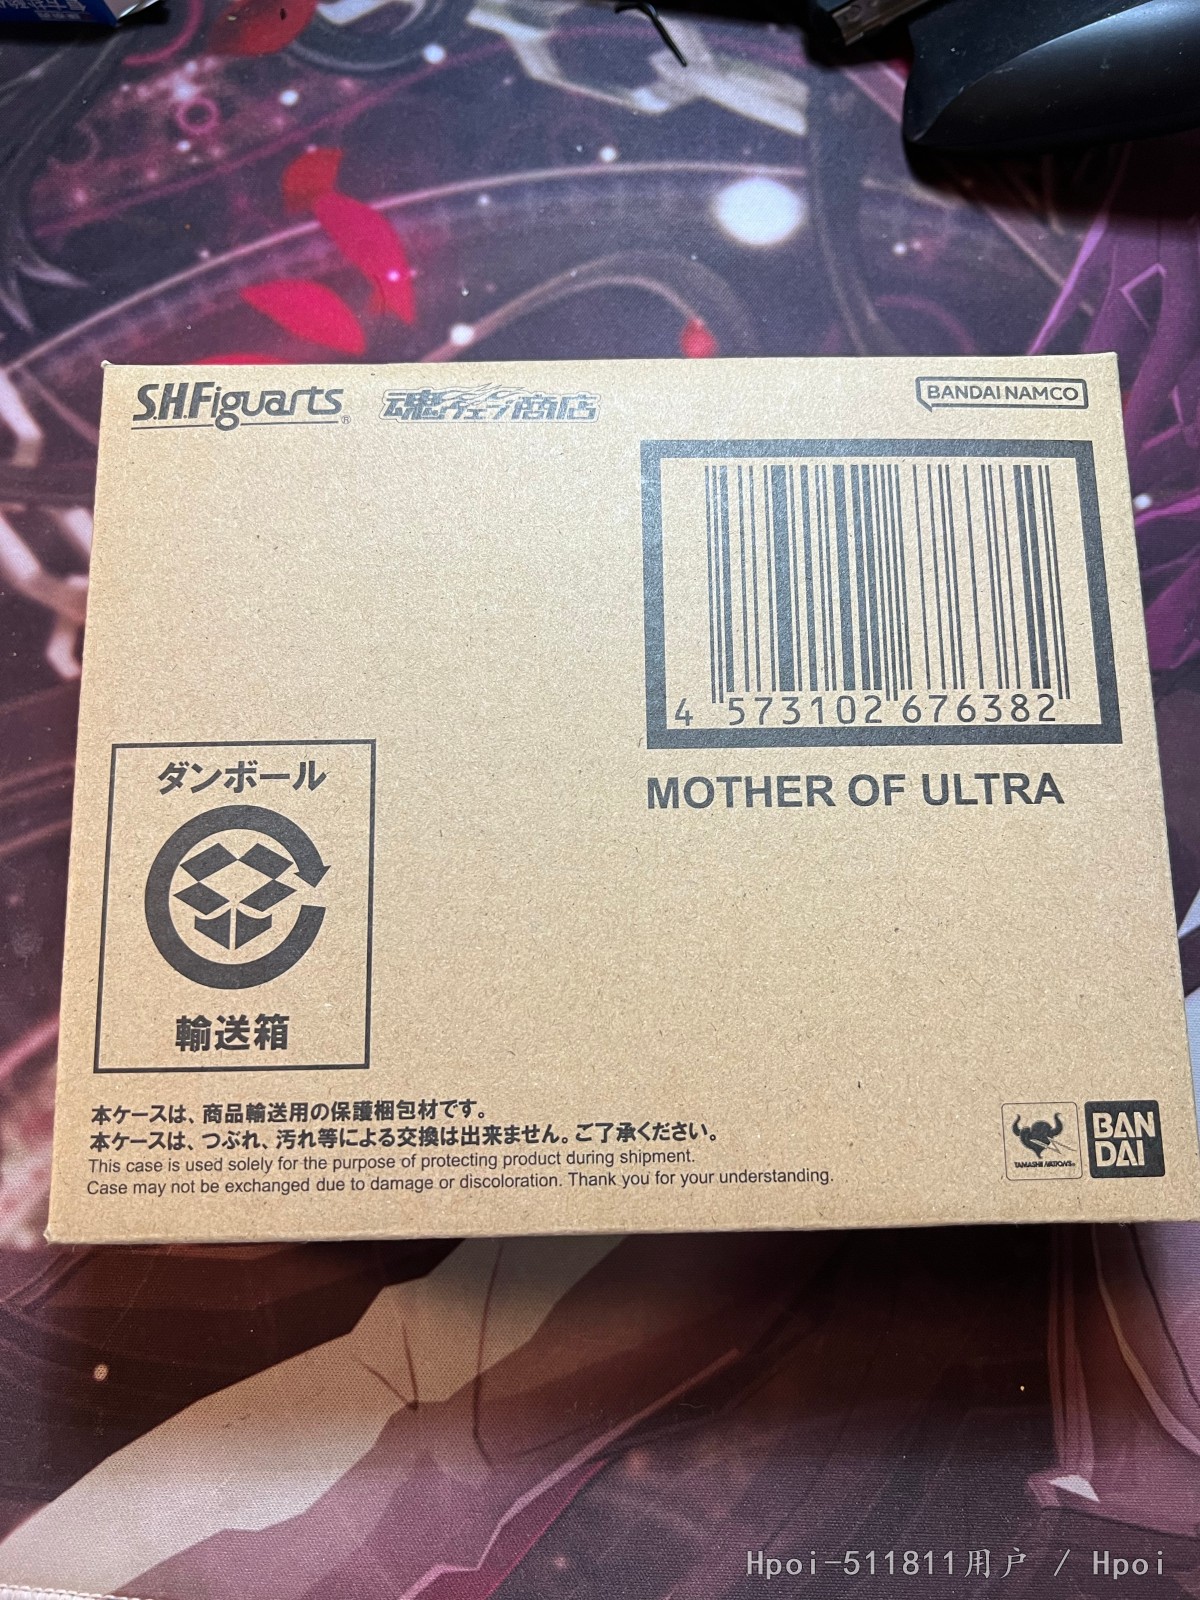 S.H.Figuarts®
魂ウェブ商店
BANDAI NAMCO
4 573102 676382
MOTHER OF ULTRA
ダンボール
輸送箱
本ケースは、商品輸送用の保護梱包材です。
本ケースは、つぶれ、汚れ等による交換は出来ません。ご了承ください。
This case is used solely for the purpose of protecting product during shipment.
Case may not be exchanged due to damage or discoloration. Thank you for your understanding.
TAMASHII NATIONS
BAN
DAI
Hpoi-511811用户 / Hpoi